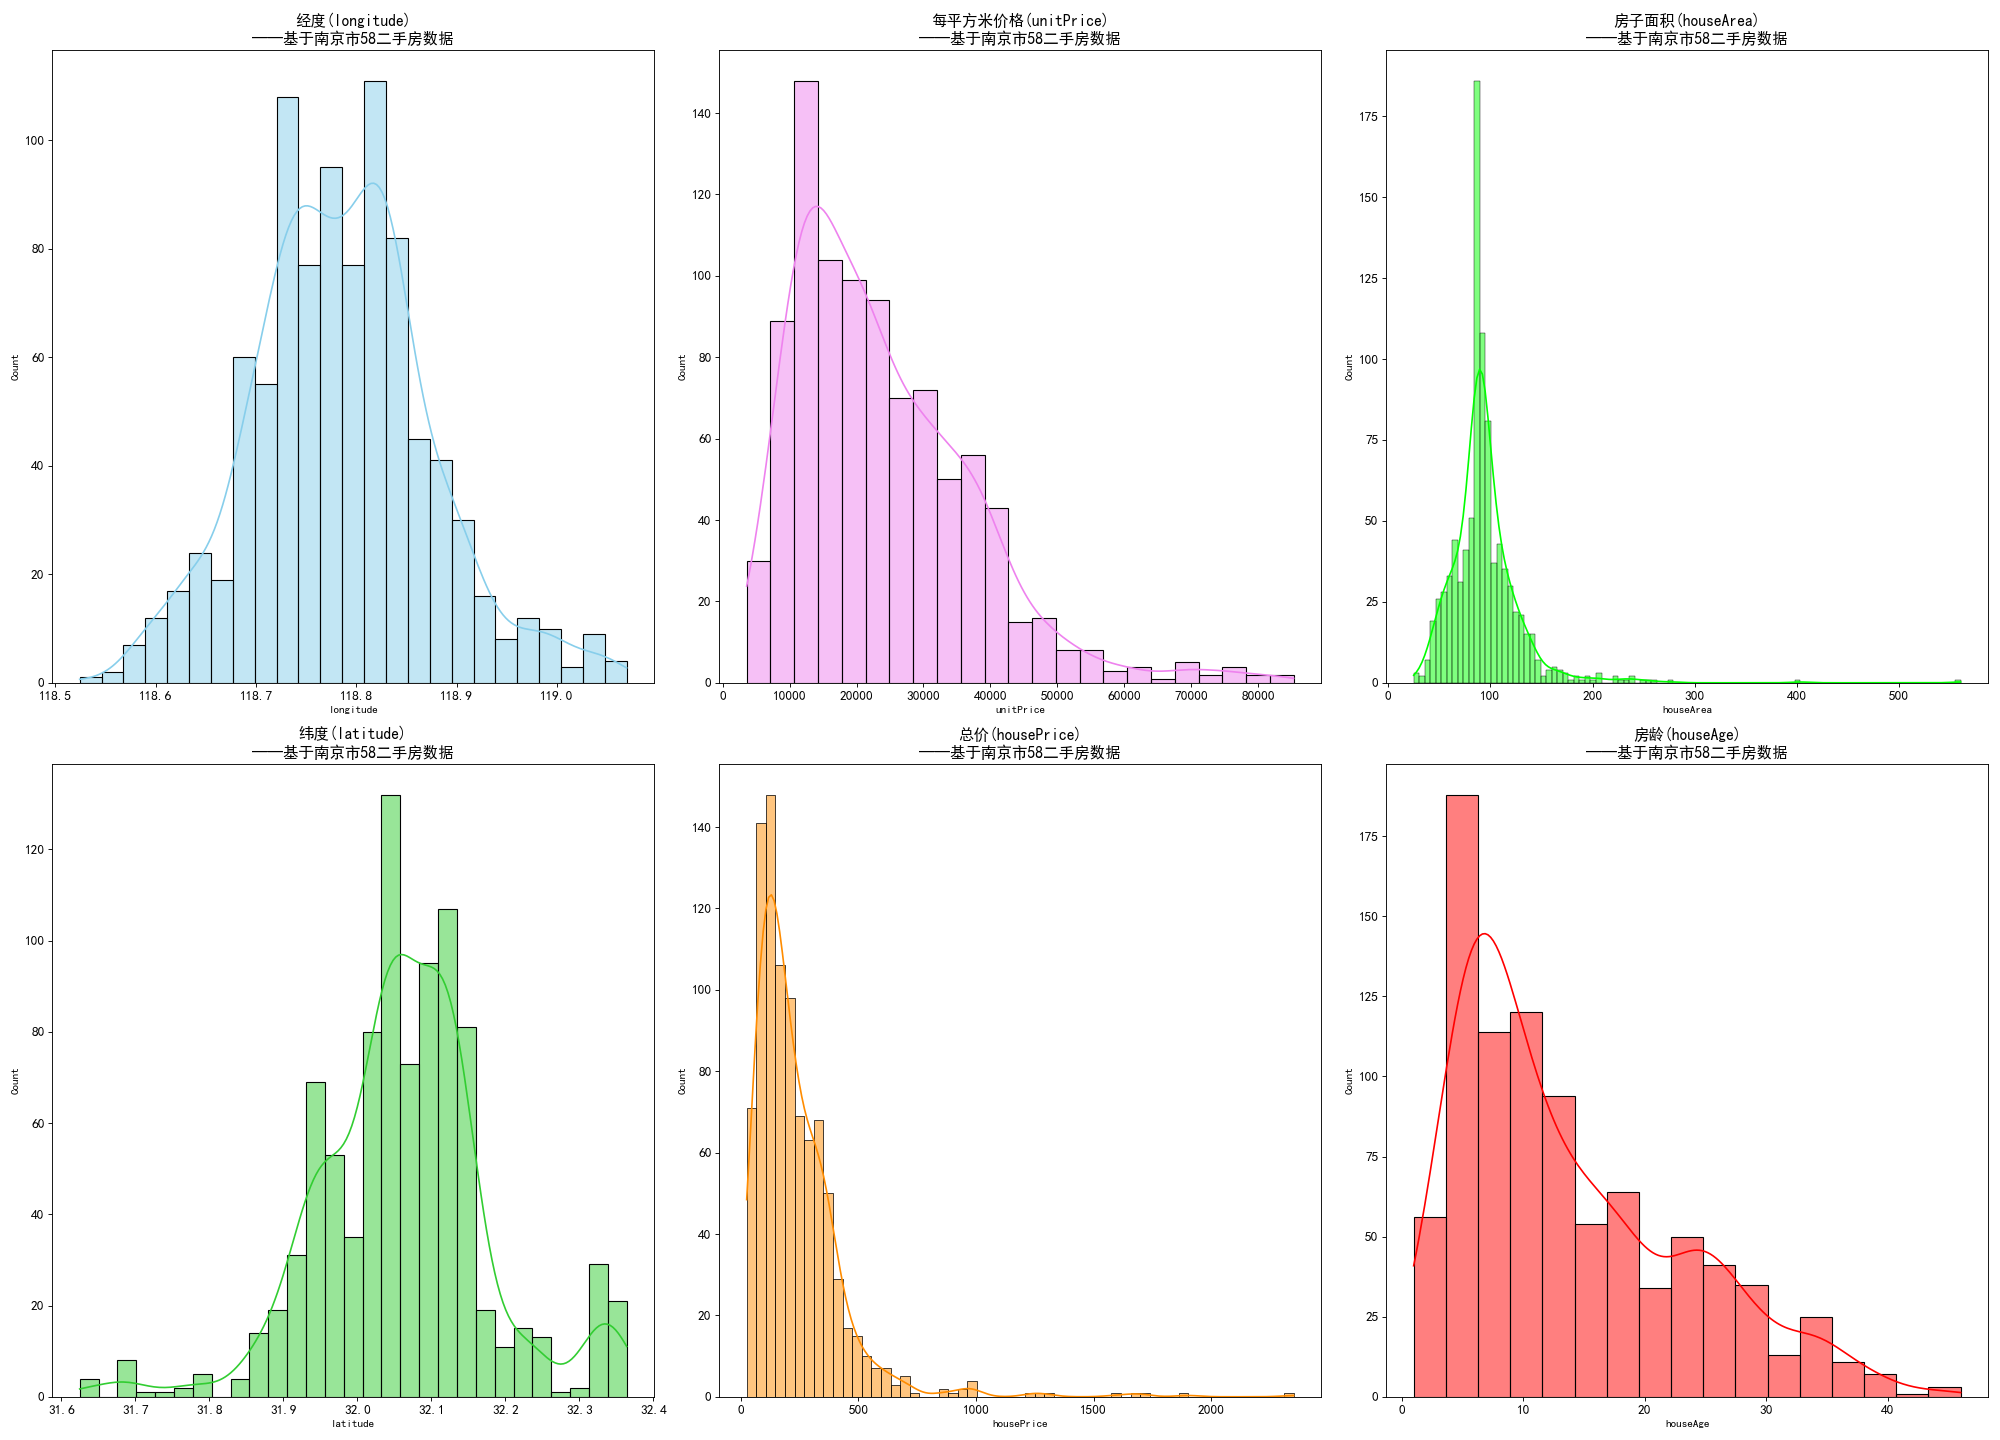 经度(longitude)
——基于南京市58二手房数据
Count
100
80
60
40
20
0
118.5 118.6 118.7 118.8 118.9 119.0
longitude
每平方米价格(unitPrice)
——基于南京市58二手房数据
Count
140
120
100
80
60
40
20
0
0 10000 20000 30000 40000 50000 60000 70000 80000
unitPrice
房子面积(houseArea)
——基于南京市58二手房数据
Count
175
150
125
100
75
50
25
0
0 100 200 300 400 500
houseArea
纬度(latitude)
——基于南京市58二手房数据
Count
120
100
80
60
40
20
0
31.6 31.7 31.8 31.9 32.0 32.1 32.2 32.3 32.4
latitude
总价(housePrice)
——基于南京市58二手房数据
Count
140
120
100
80
60
40
20
0
0 500 1000 1500 2000
housePrice
房龄(houseAge)
——基于南京市58二手房数据
Count
175
150
125
100
75
50
25
0
0 10 20 30 40
houseAge